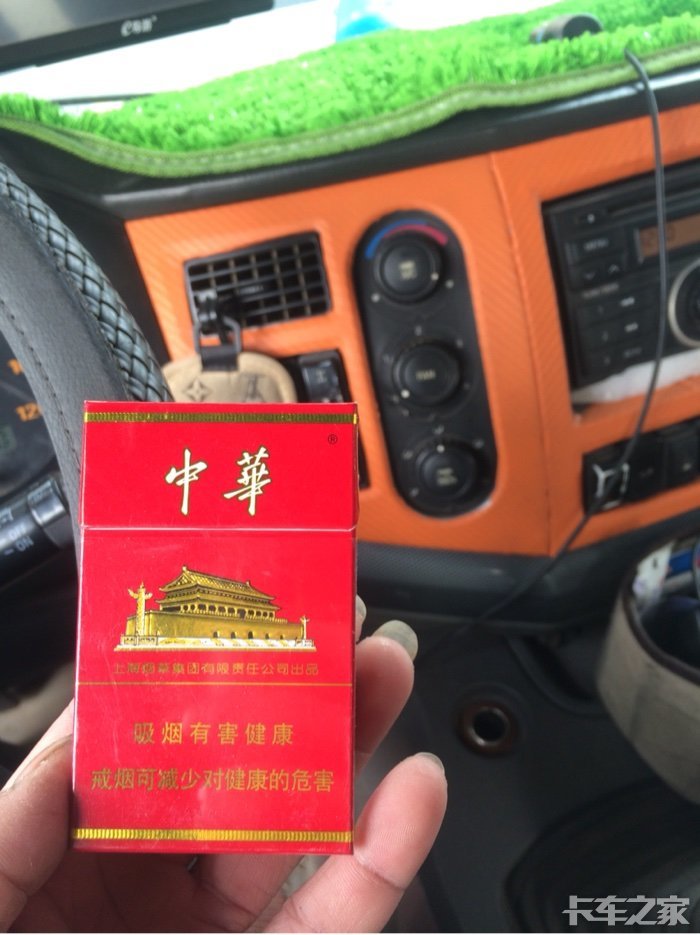 中華
®
上海烟草集团有限责任公司出品
吸烟有害健康
戒烟可减少对健康的危害
卡车之家